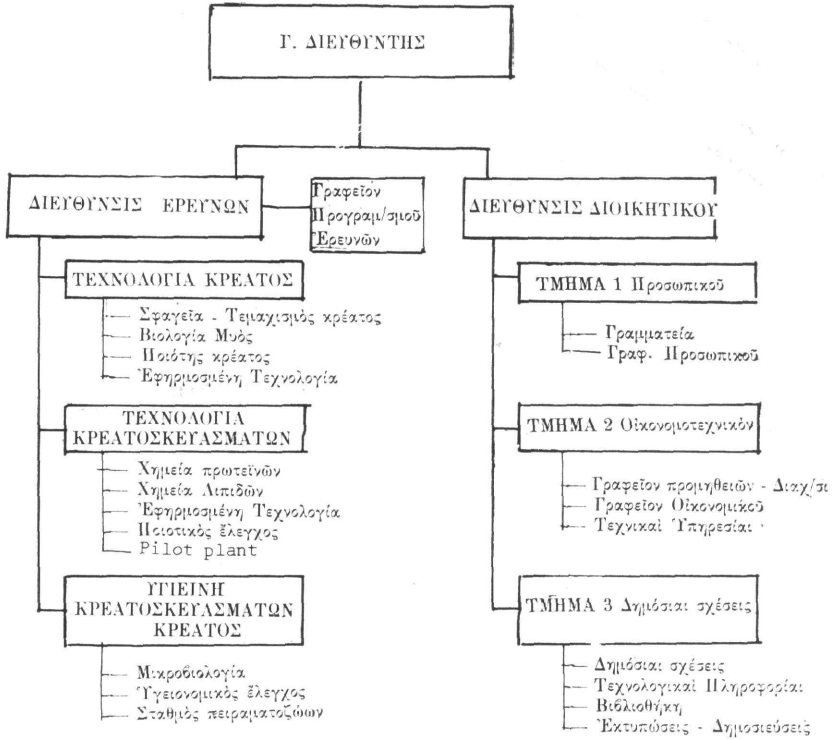 Γ. ΔΙΕΥΘΥΝΤΗΣ
ΔΙΕΥΘΥΝΣΙΣ ΕΡΕΥΝΩΝ
Γραφεῖον
Προγραμ/σμοῦ
Ἐρευνῶν
ΤΕΧΝΟΛΟΓΙΑ ΚΡΕΑΤΟΣ
Σφαγεῖα - Τεμαχισμὸς κρέατος
Βιολογία Μυὸς
Ποιότης κρέατος
Ἐφηρμοσμένη Τεχνολογία
ΤΕΧΝΟΛΟΓΙΑ
ΚΡΕΑΤΟΣΚΕΥΑΣΜΑΤΩΝ
Χημεία πρωτεϊνῶν
Χημεία Λιπιδῶν
Ἐφηρμοσμένη Τεχνολογία
Ποιοτικὸς ἔλεγχος
Pilot plant
ΥΓΙΕΙΝΗ
ΚΡΕΑΤΟΣΚΕΥΑΣΜΑΤΩΝ
ΚΡΕΑΤΟΣ
Μικροβιολογία
Ὑγειονομικὸς ἔλεγχος
Σταθμὸς πειραματοζώων
ΔΙΕΥΘΥΝΣΙΣ ΔΙΟΙΚΗΤΙΚΟΥ
ΤΜΗΜΑ 1 Προσωπικοῦ
Γραμματεία
Γραφ. Προσωπικοῦ
ΤΜΗΜΑ 2 Οἰκονομοτεχνικὸν
Γραφεῖον προμηθειῶν - Διαχ/σι
Γραφεῖον Οἰκονομικοῦ
Τεχνικαὶ Ὑπηρεσίαι
ΤΜΗΜΑ 3 Δημόσιαι σχέσεις
Δημόσιαι σχέσεις
Τεχνολογικαὶ Πληροφορίαι
Βιβλιοθήκη
Ἐκτυπώσεις - Δημοσιεύσεις